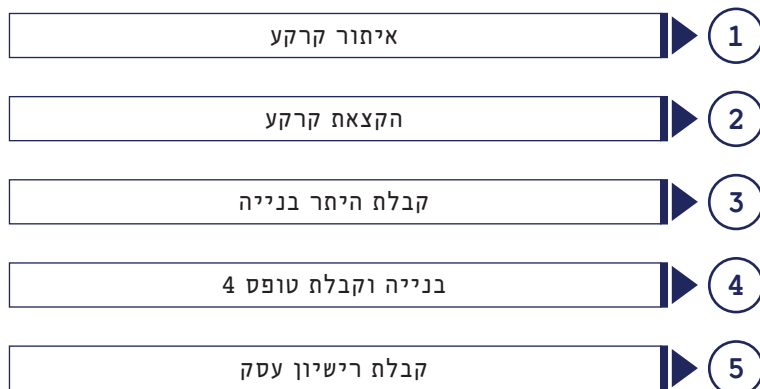 1 איתור קרקע
2 הקצאת קרקע
3 קבלת היתר בנייה
4 בנייה וקבלת טופס 4
5 קבלת רישיון עסק